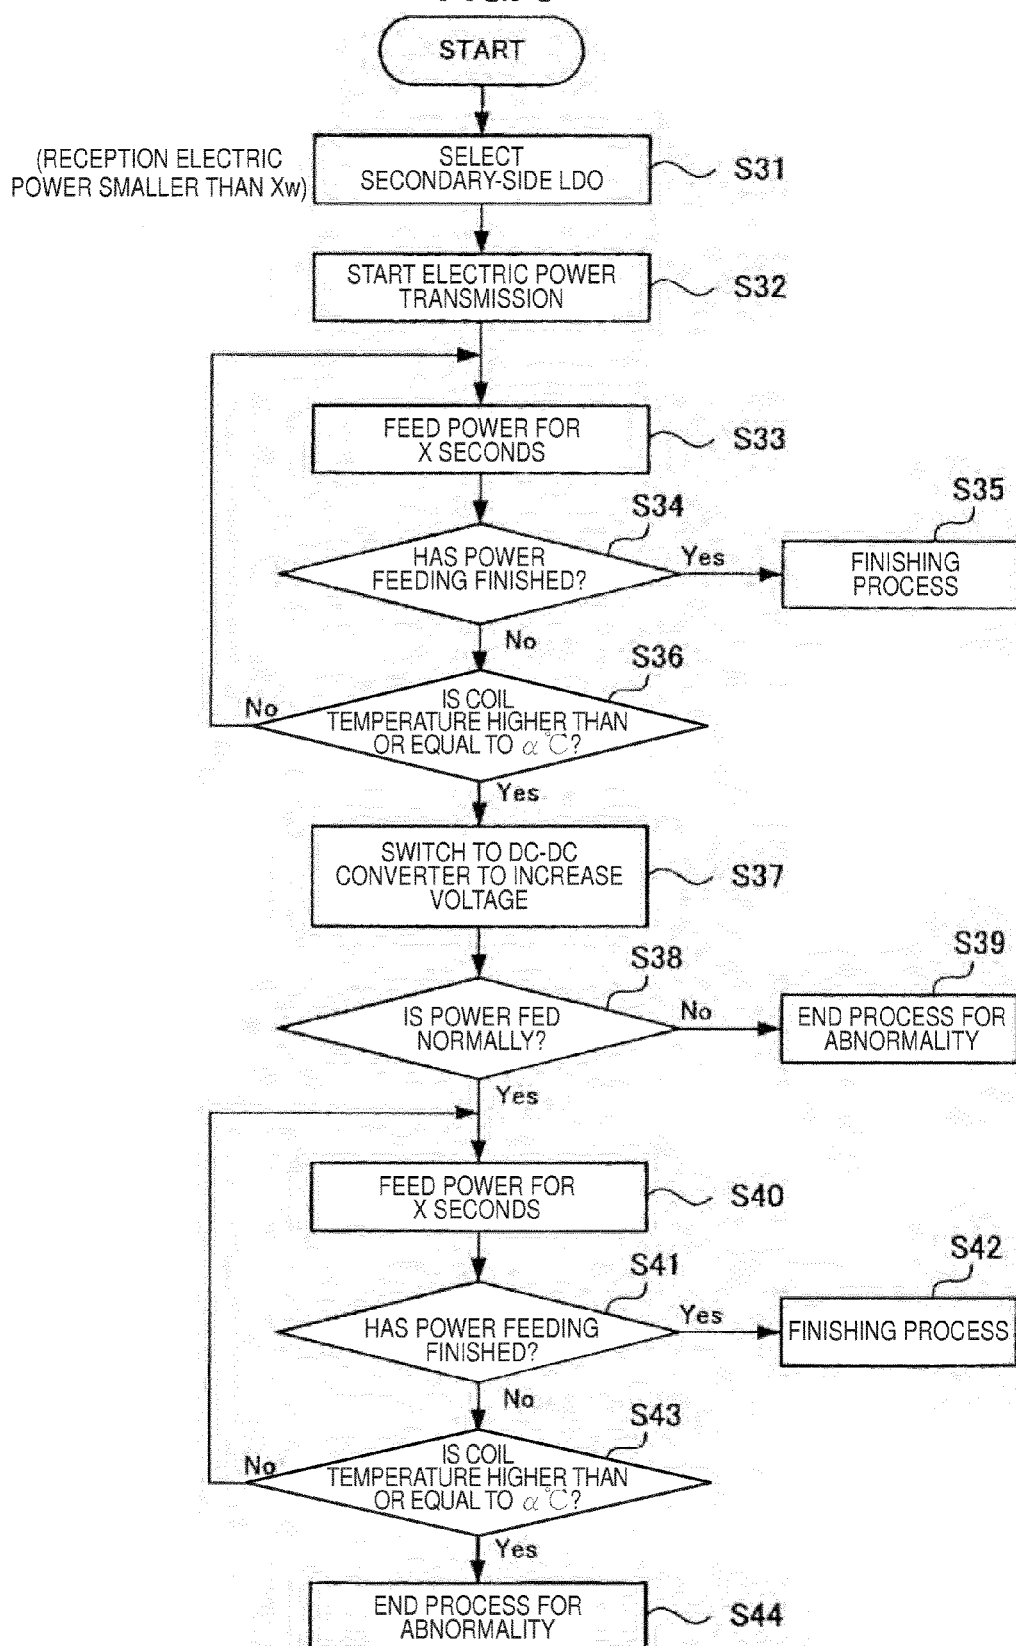 START
(RECEPTION ELECTRIC
POWER SMALLER THAN Xw)
SELECT
SECONDARY-SIDE LDO
S31
START ELECTRIC POWER
TRANSMISSION
S32
FEED POWER FOR
X SECONDS
S33
S34
HAS POWER
FEEDING FINISHED?
Yes
S35
FINISHING
PROCESS
No
S36
IS COIL
TEMPERATURE HIGHER THAN
OR EQUAL TO α℃?
No
Yes
SWITCH TO DC-DC
CONVERTER TO INCREASE
VOLTAGE
S37
S38
IS POWER FED
NORMALLY?
No
S39
END PROCESS FOR
ABNORMALITY
Yes
FEED POWER FOR
X SECONDS
S40
S41
HAS POWER FEEDING
FINISHED?
Yes
S42
FINISHING PROCESS
No
S43
IS COIL
TEMPERATURE HIGHER THAN
OR EQUAL TO α℃?
No
Yes
END PROCESS FOR
ABNORMALITY
S44